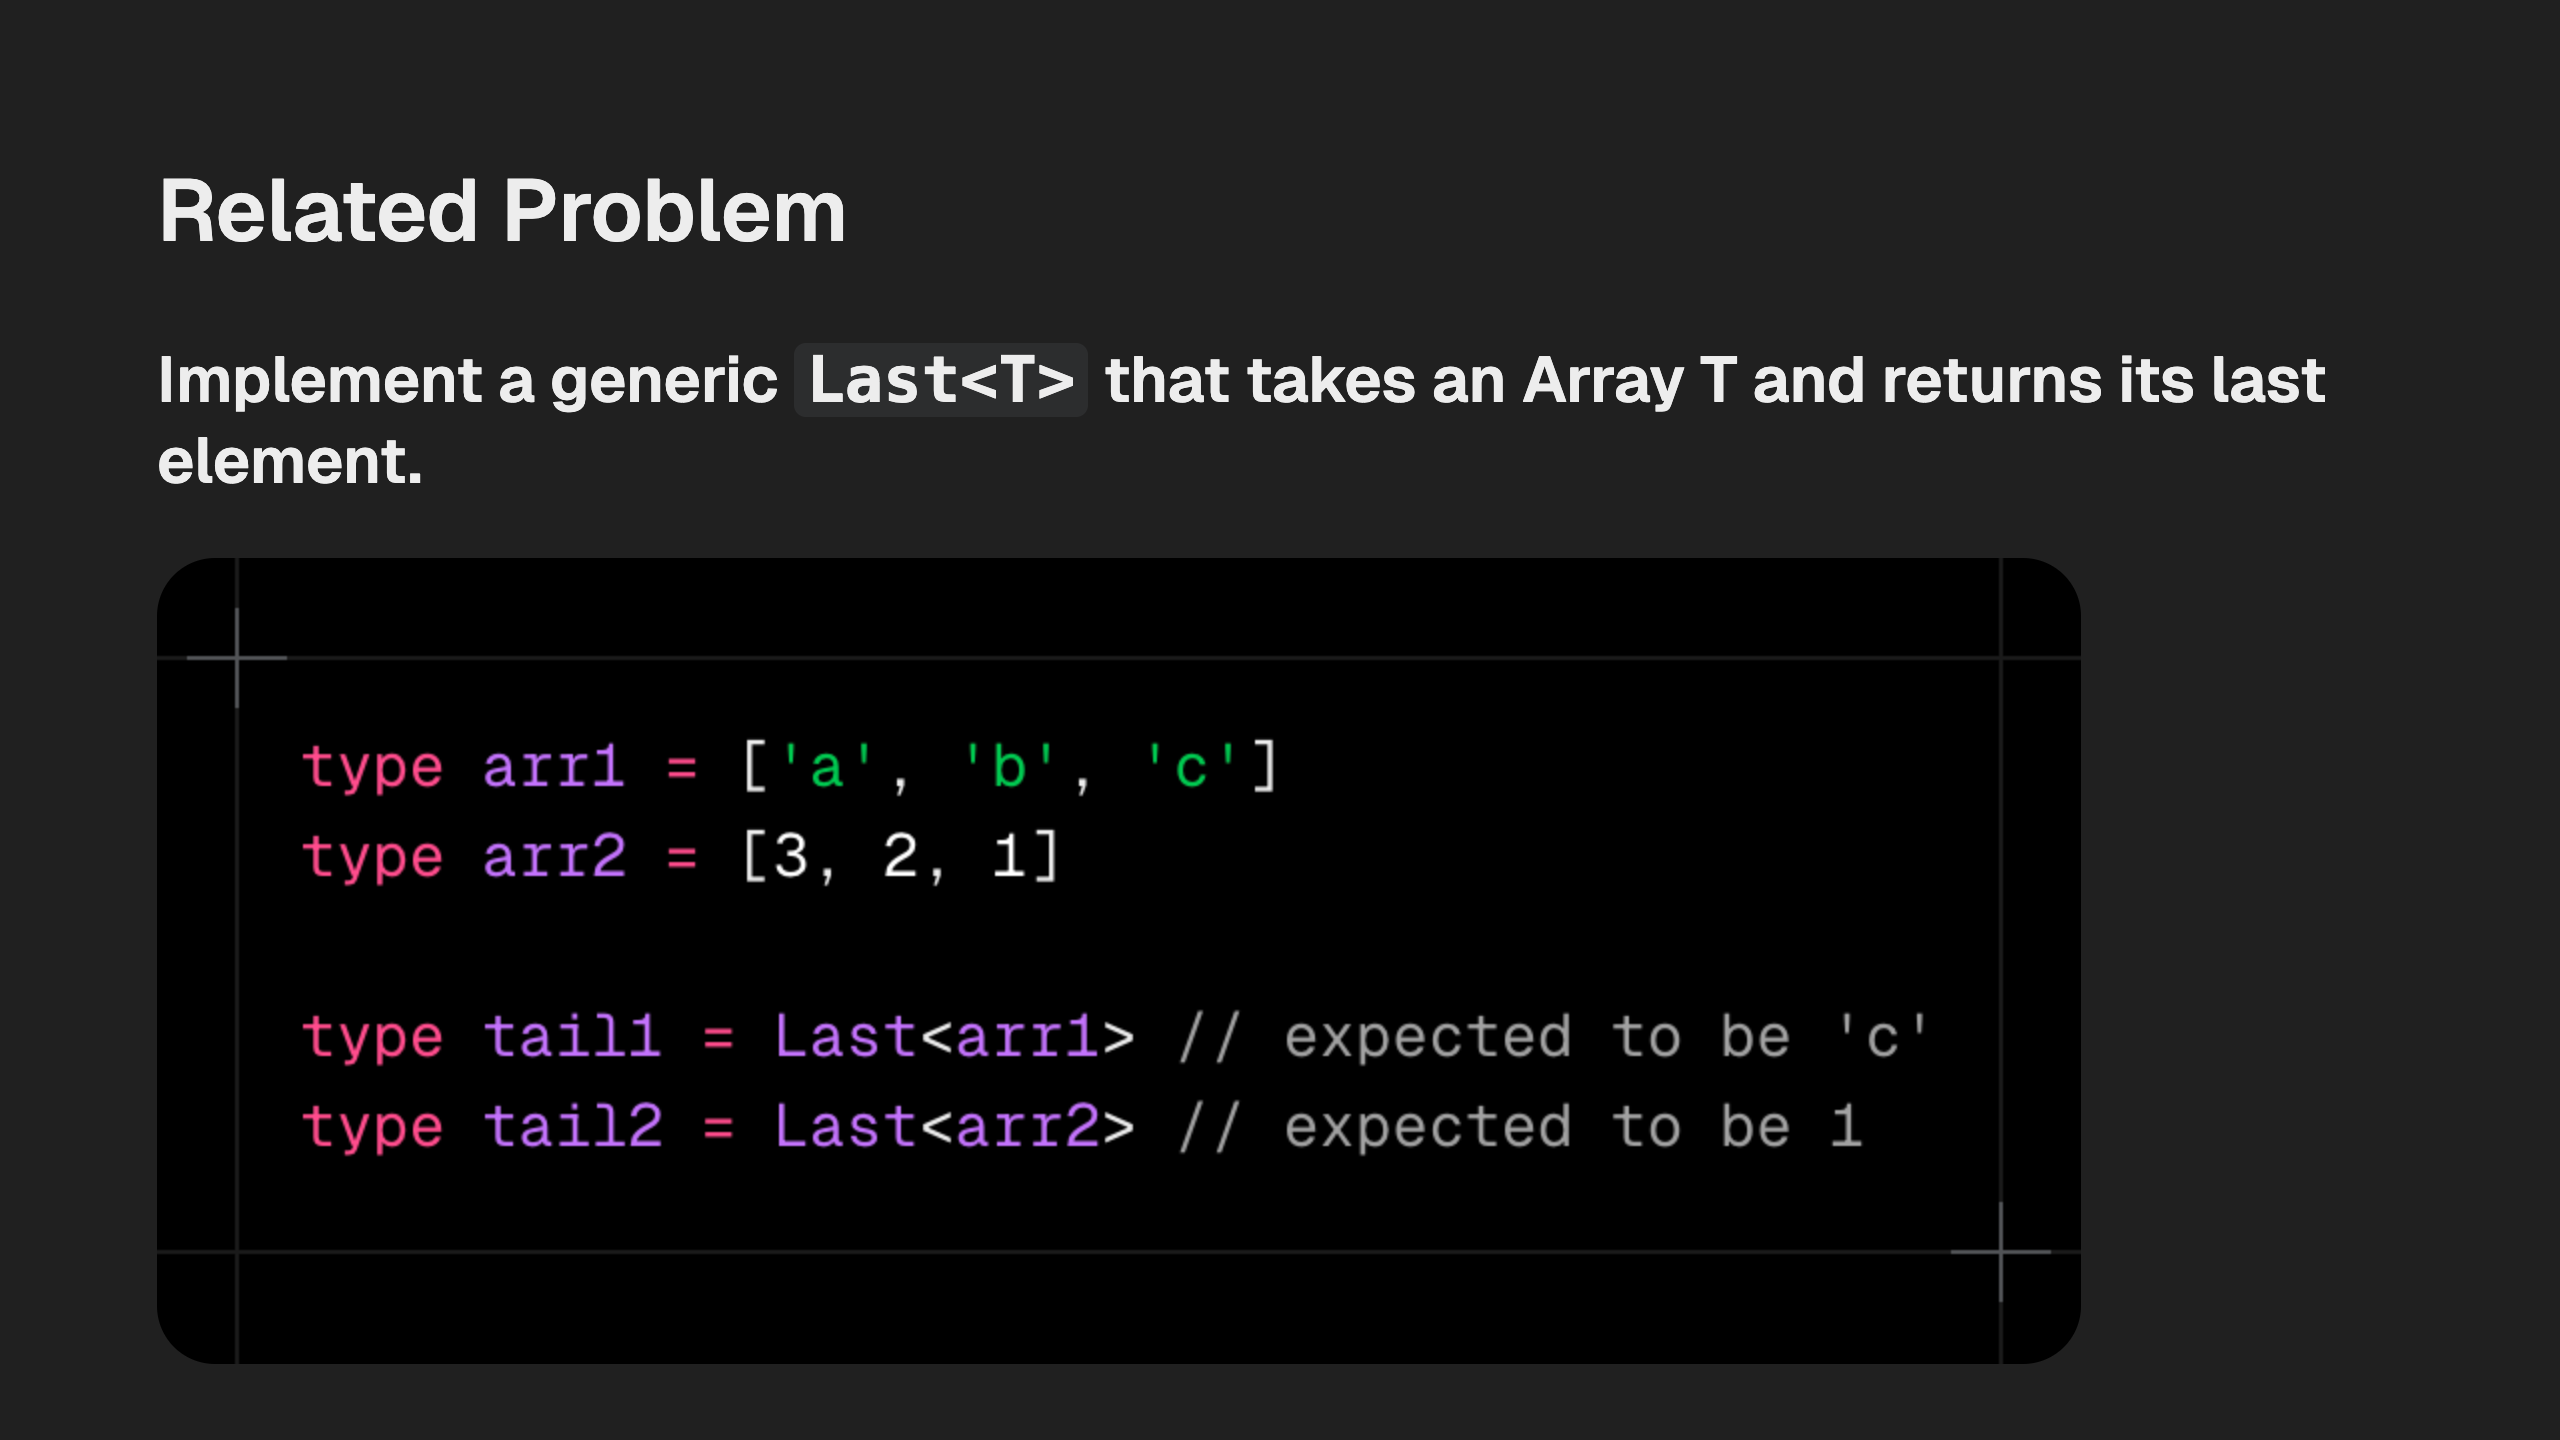 Related Problem
Implement a generic Last<T> that takes an Array T and returns its last
element.
type arr1 = ['a', 'b', 'c']
type arr2 = [3, 2, 1]
type tail1 = Last<arr1> // expected to be 'c'
type tail2 = Last<arr2> // expected to be 1